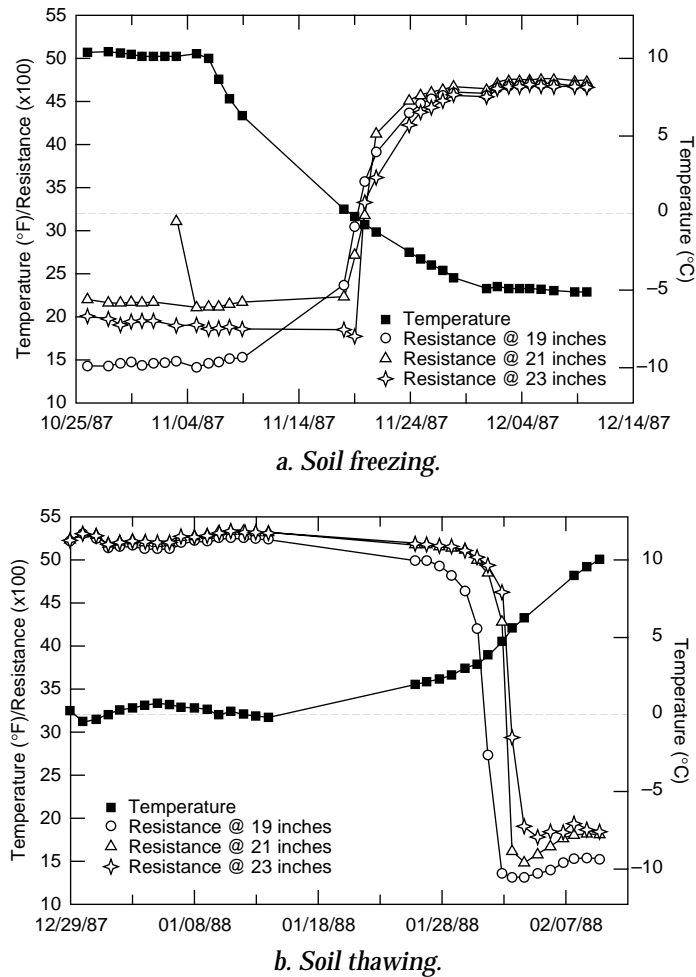 55
50
45
40
35
30
25
20
15
10
Temperature (°F)/Resistance (x100)
10
5
0
−5
−10
Temperature (°C)
Temperature
Resistance @ 19 inches
Resistance @ 21 inches
Resistance @ 23 inches
10/25/87 11/04/87 11/14/87 11/24/87 12/04/87 12/14/87
a. Soil freezing.
55
50
45
40
35
30
25
20
15
10
Temperature (°F)/Resistance (x100)
10
5
0
−5
−10
Temperature (°C)
Temperature
Resistance @ 19 inches
Resistance @ 21 inches
Resistance @ 23 inches
12/29/87 01/08/88 01/18/88 01/28/88 02/07/88
b. Soil thawing.